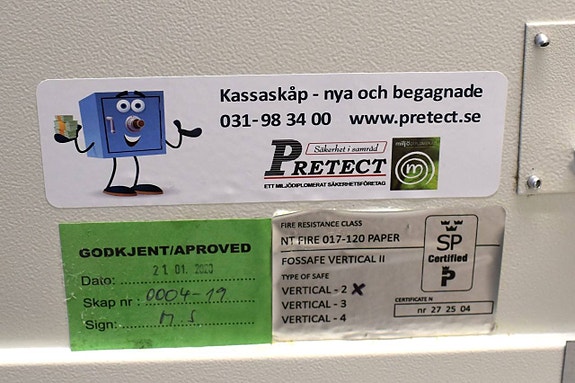 Kassaskåp - nya och begagnade
031-98 34 00 www.pretect.se
Säkerhet i samråd
PRETECT
ETT MILJÖDIPLOMERAT SÄKERHETSFÖRETAG
miljödiplomerad
m
GODKJENT/APROVED
Dato: 21 01. 2020
Skap nr: 0004-19
Sign: M.S
FIRE RESISTANCE CLASS
NT FIRE 017-120 PAPER
FOSSAFE VERTICAL II
TYPE OF SAFE
VERTICAL - 2 x
VERTICAL - 3
VERTICAL - 4
SP
Certified
P
CERTIFICATE N
nr 27 25 04